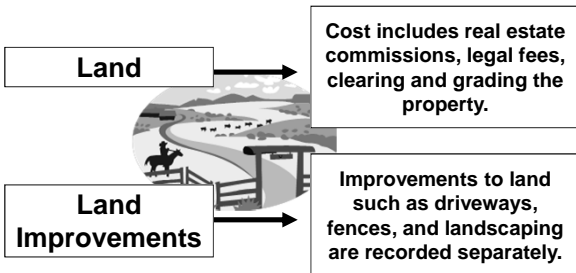 Land
Cost includes real estate
commissions, legal fees,
clearing and grading the
property.
Land
Improvements
Improvements to land
such as driveways,
fences, and landscaping
are recorded separately.